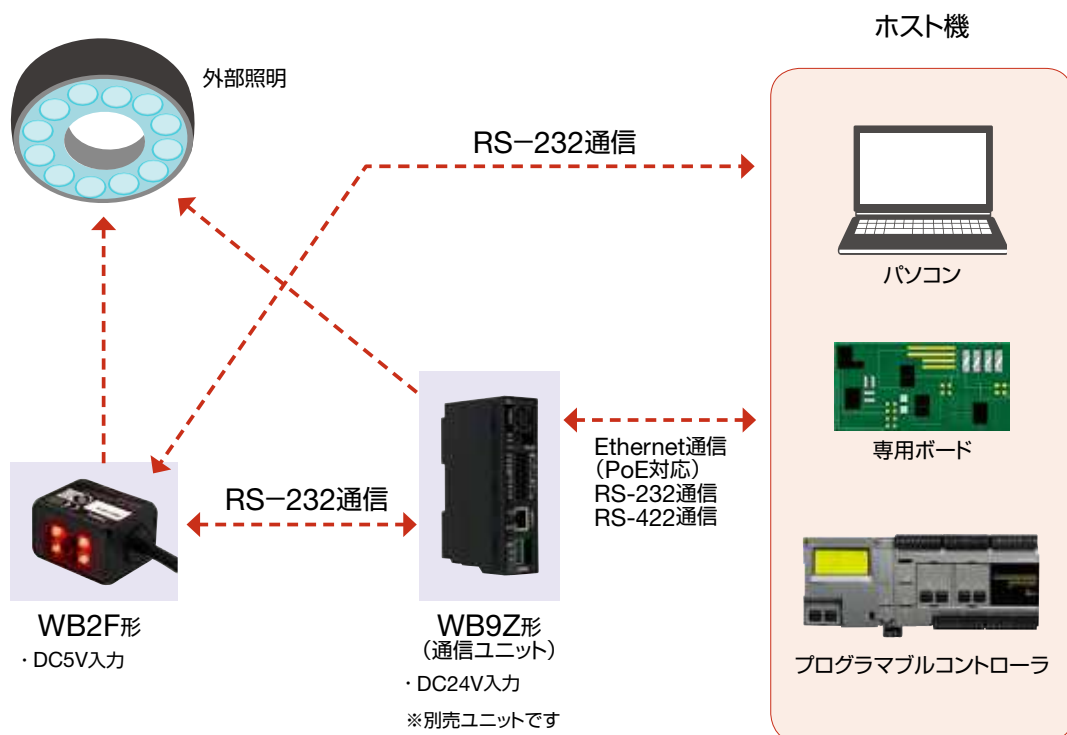 ホスト機
外部照明
RS−232通信
パソコン
専用ボード
Ethernet通信
(PoE対応)
RS-232通信
RS-422通信
RS−232通信
WB2F形
・DC5V入力
WB9Z形
(通信ユニット)
・DC24V入力
※別売ユニットです
プログラマブルコントローラ